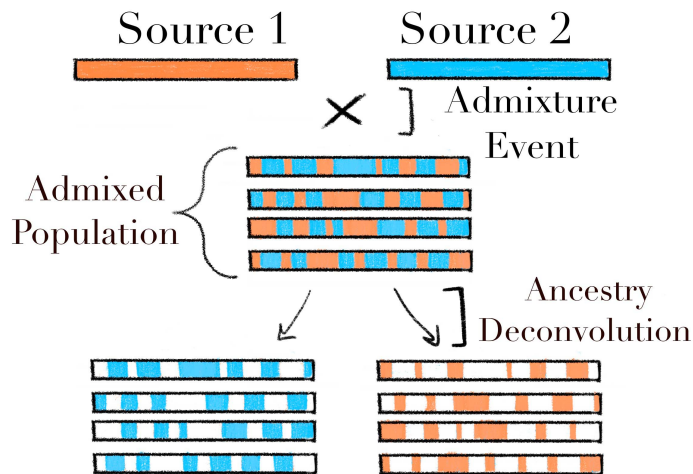 Source 1
Source 2
Admixture
Event
Admixed
Population
Ancestry
Deconvolution